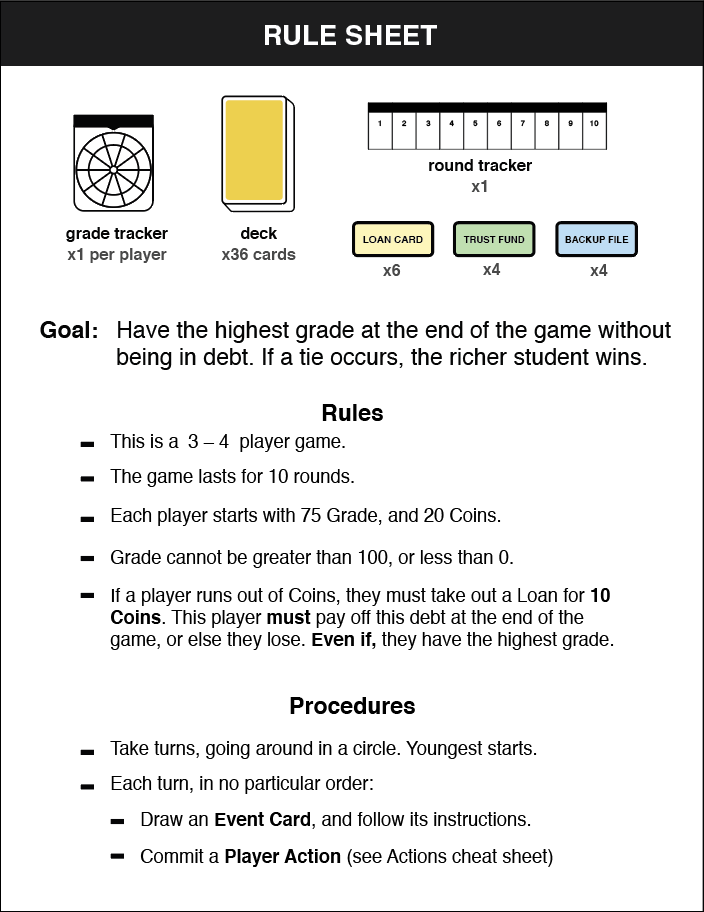 RULE SHEET
1 2 3 4 5 6 7 8 9 10
round tracker
x1
grade tracker
x1 per player
deck
x36 cards
LOAN CARD
x6
TRUST FUND
x4
BACKUP FILE
x4
Goal: Have the highest grade at the end of the game without
being in debt. If a tie occurs, the richer student wins.
Rules
- This is a 3 – 4 player game.
- The game lasts for 10 rounds.
- Each player starts with 75 Grade, and 20 Coins.
- Grade cannot be greater than 100, or less than 0.
- If a player runs out of Coins, they must take out a Loan for 10
Coins. This player must pay off this debt at the end of the
game, or else they lose. Even if, they have the highest grade.
Procedures
- Take turns, going around in a circle. Youngest starts.
- Each turn, in no particular order:
- Draw an Event Card, and follow its instructions.
- Commit a Player Action (see Actions cheat sheet)